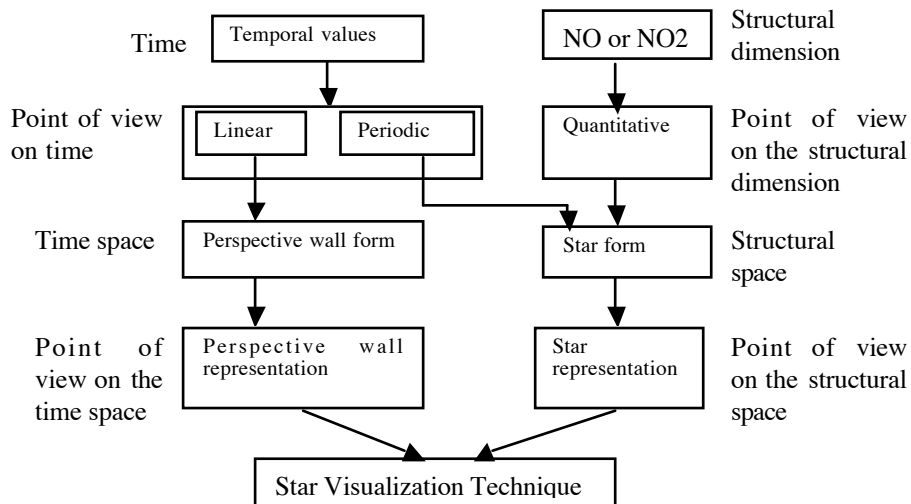 Time
Temporal values
NO or NO2
Structural
dimension
Point of view
on time
Linear
Periodic
Quantitative
Point of view
on the structural
dimension
Time space
Perspective wall form
Star form
Structural
space
Point of
view on the
time space
Perspective wall
representation
Star
representation
Point of view
on the structural
space
Star Visualization Technique